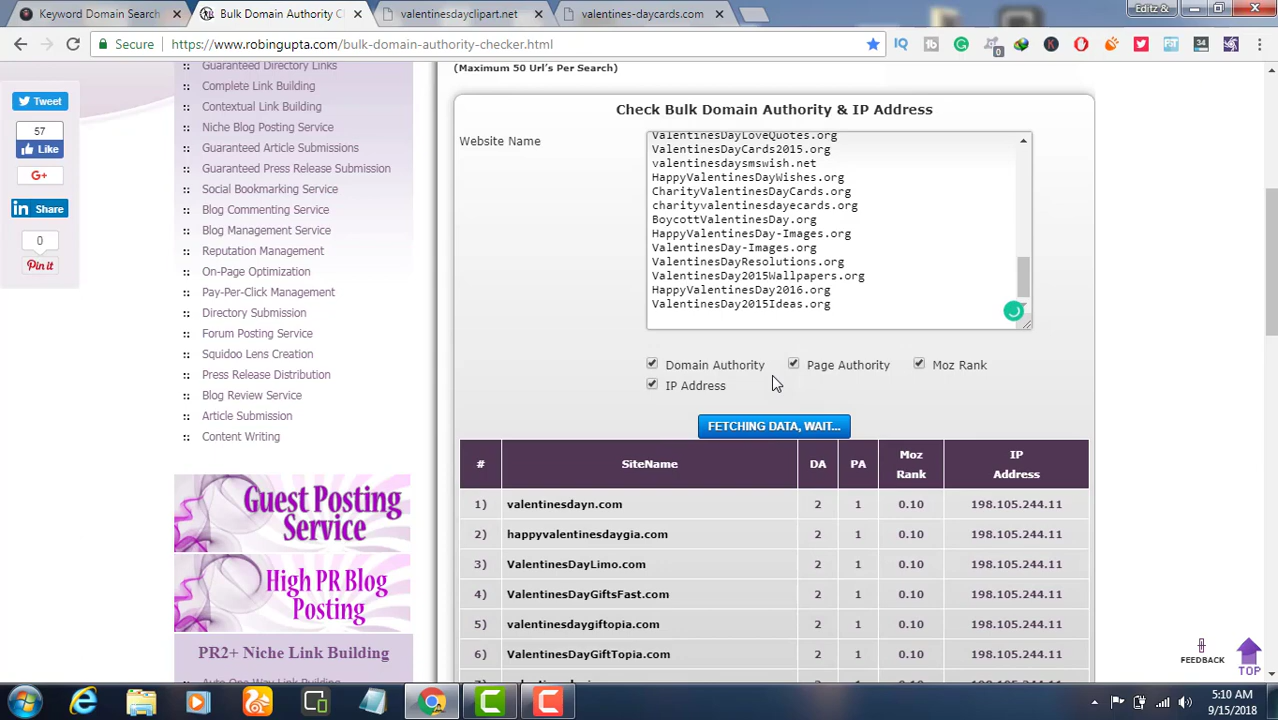 Keyword Domain Search
Bulk Domain Authority C
valentinesdayclipart.net
valentines-daycards.com
Editz &
Secure
https://www.robingupta.com/bulk-domain-authority-checker.html
0
34
Tweet
57
Like
G+
Share
0
Pin it
Guaranteed Directory Links
Complete Link Building
Contextual Link Building
Niche Blog Posting Service
Guaranteed Article Submissions
Guaranteed Press Release Submission
Social Bookmarking Service
Blog Commenting Service
Blog Management Service
Reputation Management
On-Page Optimization
Pay-Per-Click Management
Directory Submission
Forum Posting Service
Squidoo Lens Creation
Press Release Distribution
Blog Review Service
Article Submission
Content Writing
Guest Posting
Service
High PR Blog
Posting
PR2+ Niche Link Building
Auto One Way Link Building
(Maximum 50 Url's Per Search)
Check Bulk Domain Authority & IP Address
Website Name
ValentinesDayLoveQuotes.org
ValentinesDayCards2015.org
valentinesdaysmswish.net
HappyValentinesDayWishes.org
CharityValentinesDayCards.org
charityvalentinesdayecards.org
BoycottValentinesDay.org
HappyValentinesDay-Images.org
ValentinesDay-Images.org
ValentinesDayResolutions.org
ValentinesDay2015Wallpapers.org
HappyValentinesDay2016.org
ValentinesDay2015Ideas.org
Domain Authority Page Authority Moz Rank
IP Address
FETCHING DATA, WAIT...
# SiteName DA PA Moz Rank IP Address
1) valentinesdayn.com 2 1 0.10 198.105.244.11
2) happyvalentinesdaygia.com 2 1 0.10 198.105.244.11
3) ValentinesDayLimo.com 2 1 0.10 198.105.244.11
4) ValentinesDayGiftsFast.com 2 1 0.10 198.105.244.11
5) valentinesdaygiftopia.com 2 1 0.10 198.105.244.11
6) ValentinesDayGiftTopia.com 2 1 0.10 198.105.244.11
FEEDBACK
TOP
5:10 AM
9/15/2018